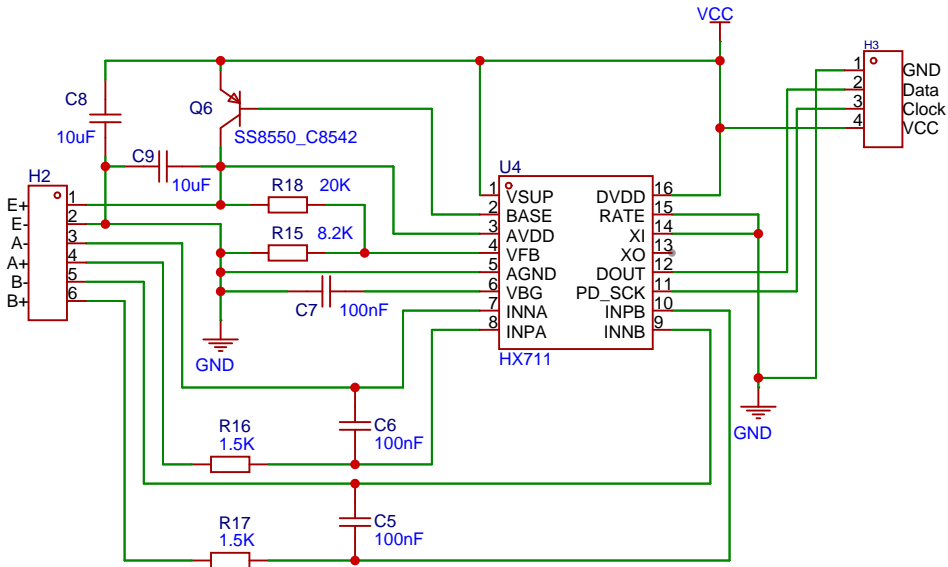 VCC
H3
1 GND
2 Data
3 Clock
4 VCC
C8
10uF
Q6
SS8550_C8542
C9
10uF
H2
E+ 1
E- 2
A- 3
A+ 4
B- 5
B+ 6
R18 20K
R15 8.2K
C7 100nF
GND
U4
1 VSUP DVDD 16
2 BASE RATE 15
3 AVDD XI 14
4 VFB XO 13
5 AGND DOUT 12
6 VBG PD_SCK 11
7 INNA INPB 10
8 INPA INNB 9
HX711
GND
R16
1.5K
C6
100nF
R17
1.5K
C5
100nF